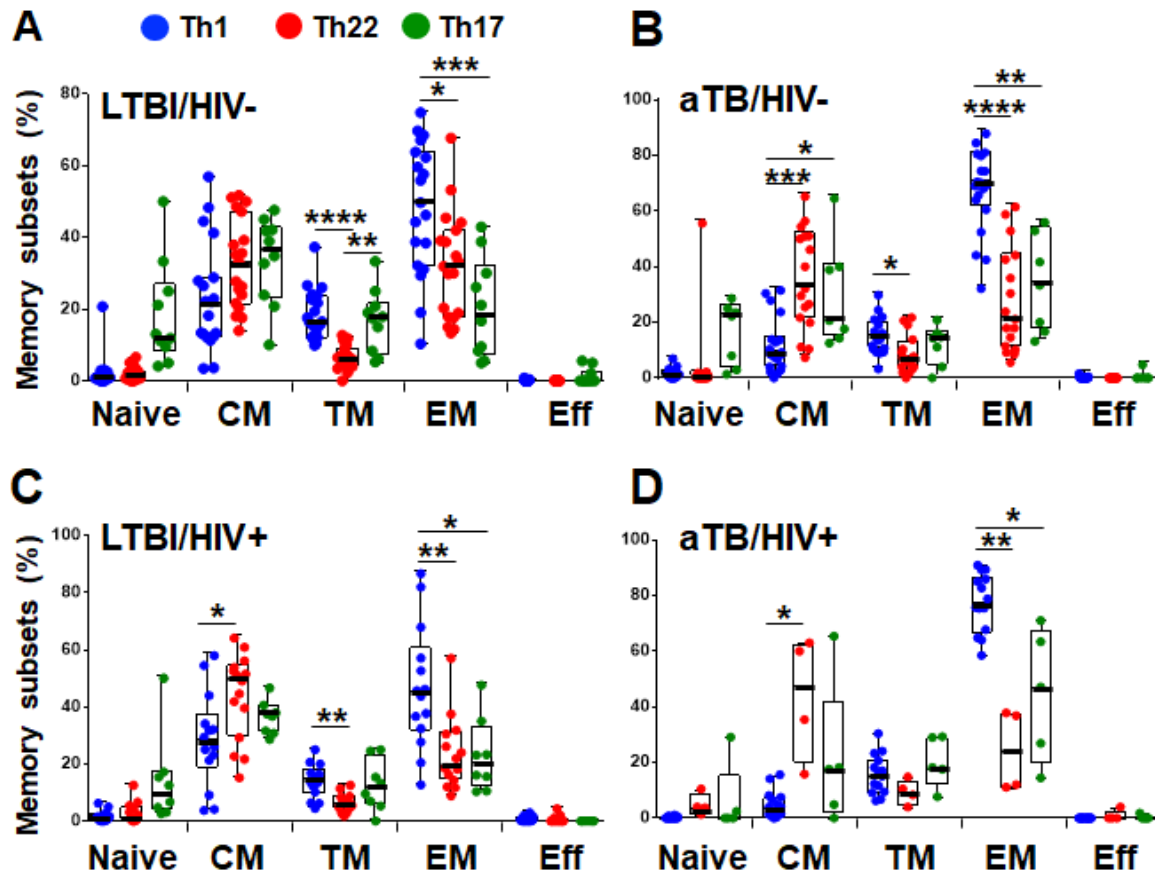 A Th1 Th22 Th17 B
LTBI/HIV-
Memory subsets (%)
80
60
40
20
0
* * * *
* *
* * *
*
Naive CM TM EM Eff
aTB/HIV-
100
80
60
40
20
0
*
* * *
*
* *
* * * *
Naive CM TM EM Eff
C
LTBI/HIV+
Memory subsets (%)
100
80
60
40
20
0
*
* *
*
* *
Naive CM TM EM Eff
D
aTB/HIV+
100
80
60
40
20
0
*
*
* *
Naive CM TM EM Eff